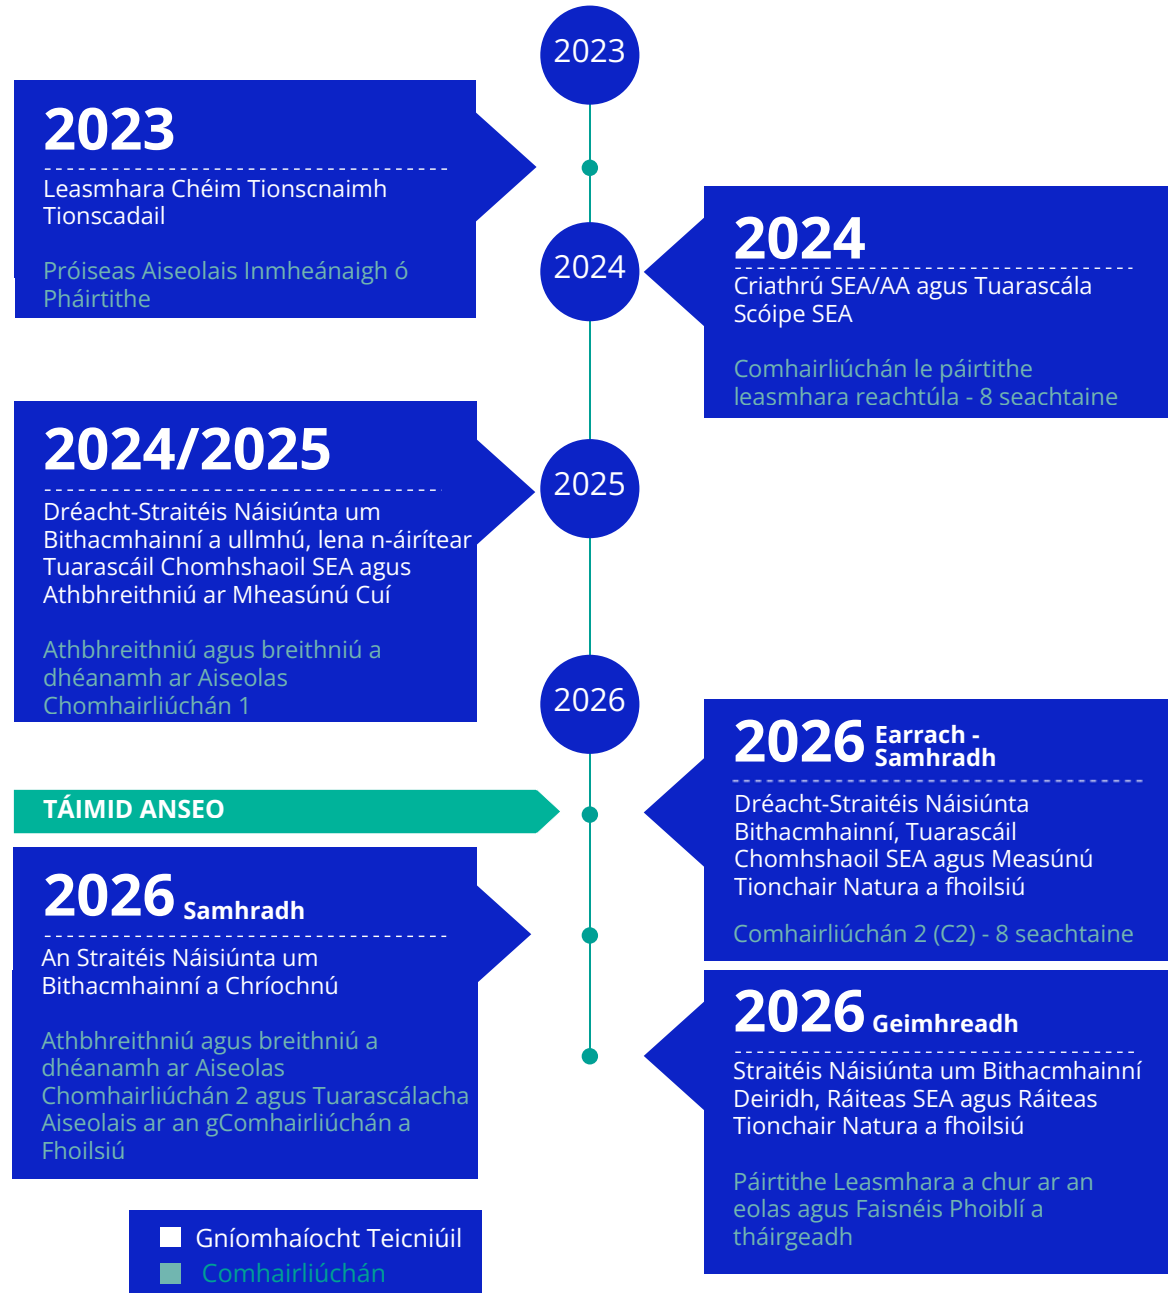 2023
2023
Leasmhara Chéim Tionscnaimh
Tionscadail
Próiseas Aiseolais Inmheánaigh ó
Pháirtithe
2024
2024
Criathrú SEA/AA agus Tuarascála
Scóipe SEA
Comhairliúchán le páirtithe
leasmhara reachtúla - 8 seachtaine
2024/2025
Dréacht-Straitéis Náisiúnta um
Bithacmhainní a ullmhú, lena n-áirítear
Tuarascáil Chomhshaoil SEA agus
Athbhreithniú ar Mheasúnú Cuí
Athbhreithniú agus breithniú a
dhéanamh ar Aiseolas
Chomhairliúchán 1
2025
2026
2026 Earrach -
Samhradh
Dréacht-Straitéis Náisiúnta
Bithacmhainní, Tuarascáil
Chomhshaoil SEA agus Measúnú
Tionchair Natura a fhoilsiú
Comhairliúchán 2 (C2) - 8 seachtaine
TÁIMID ANSEO
2026 Samhradh
An Straitéis Náisiúnta um
Bithacmhainní a Chríochnú
Athbhreithniú agus breithniú a
dhéanamh ar Aiseolas
Chomhairliúchán 2 agus Tuarascálacha
Aiseolais ar an gComhairliúchán a
Fhoilsiú
2026 Geimhreadh
Straitéis Náisiúnta um Bithacmhainní
Deiridh, Ráiteas SEA agus Ráiteas
Tionchair Natura a fhoilsiú
Páirtithe Leasmhara a chur ar an
eolas agus Faisnéis Phoiblí a
tháirgeadh
Gníomhaíocht Teicniúil
Comhairliúchán